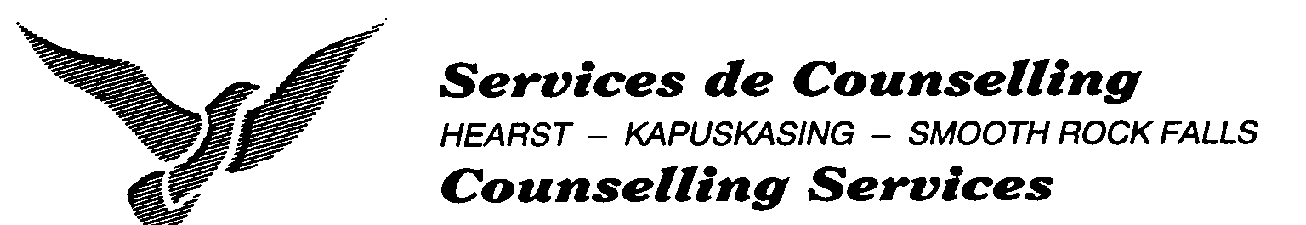 Services de Counselling
HEARST – KAPUSKASING – SMOOTH ROCK FALLS
Counselling Services